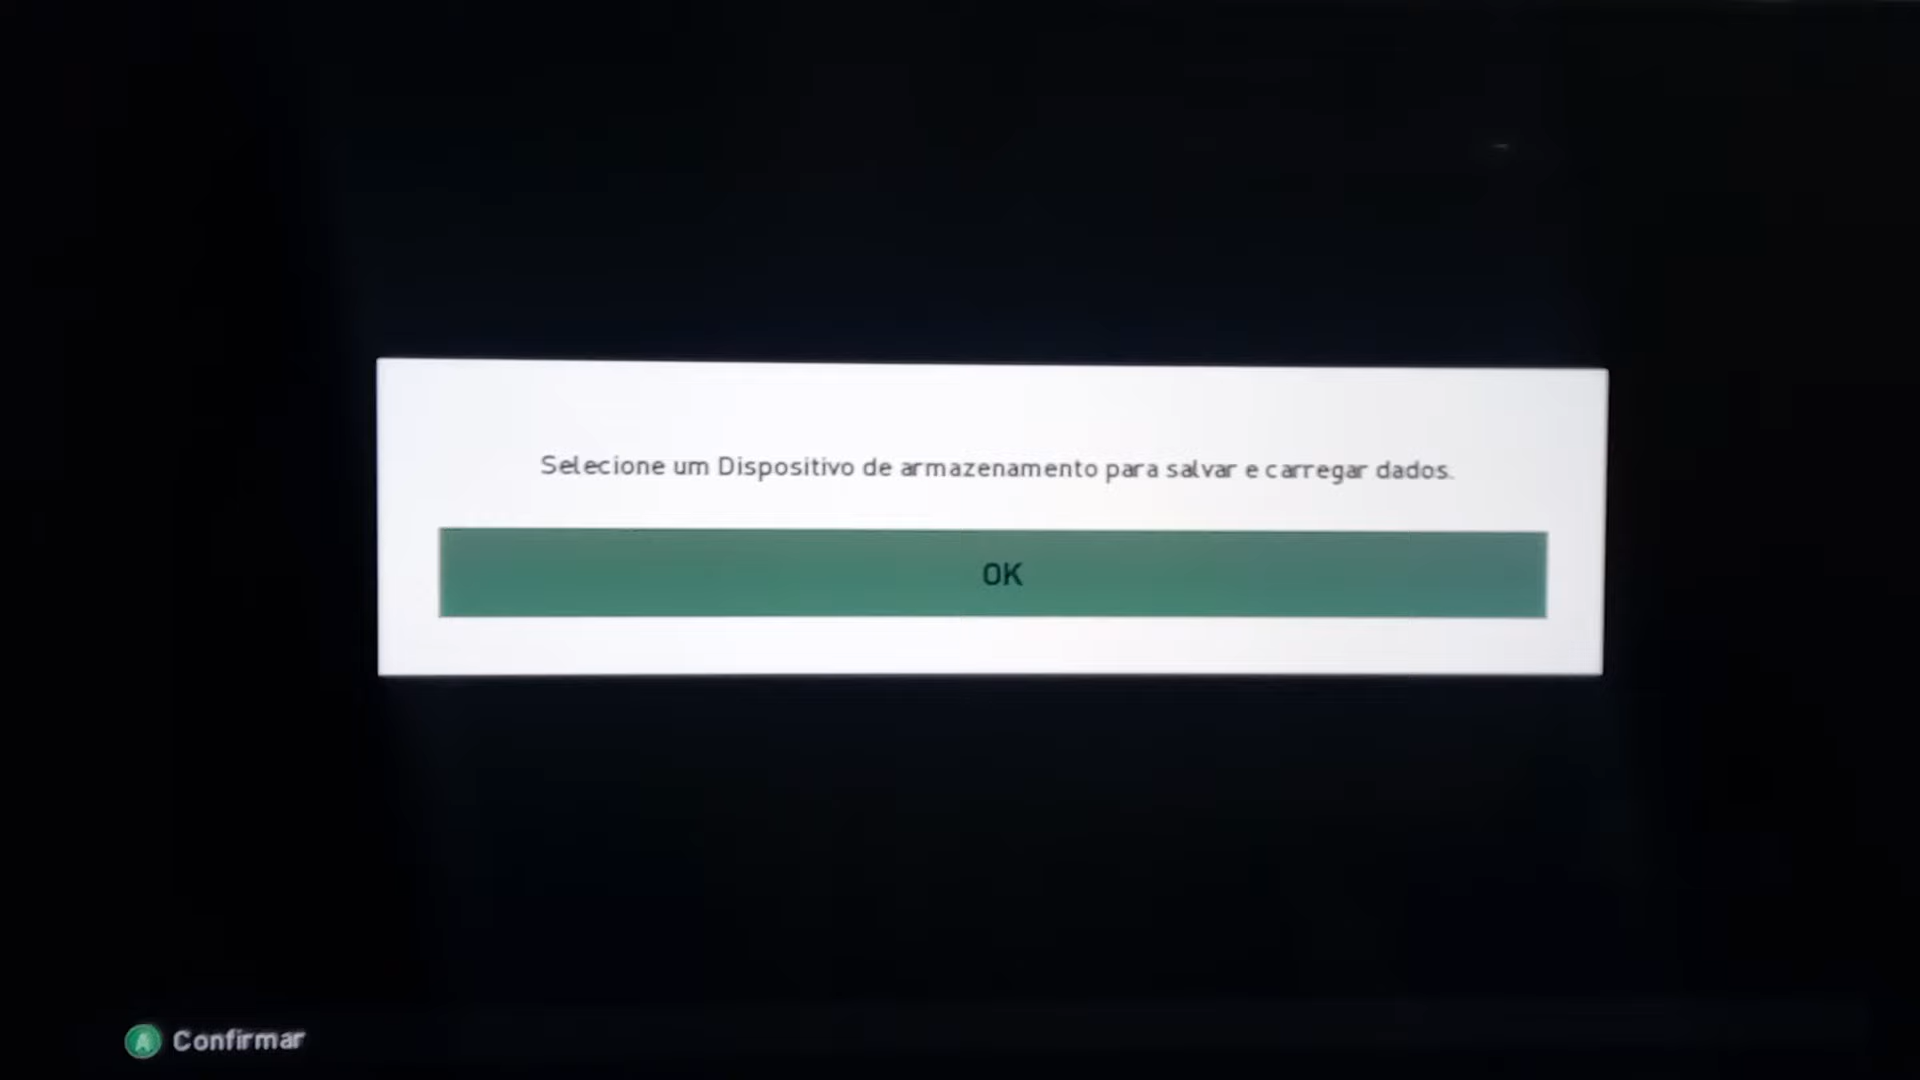 Selecione um Dispositivo de armazenamento para salvar e carregar dados.
OK
A Confirmar